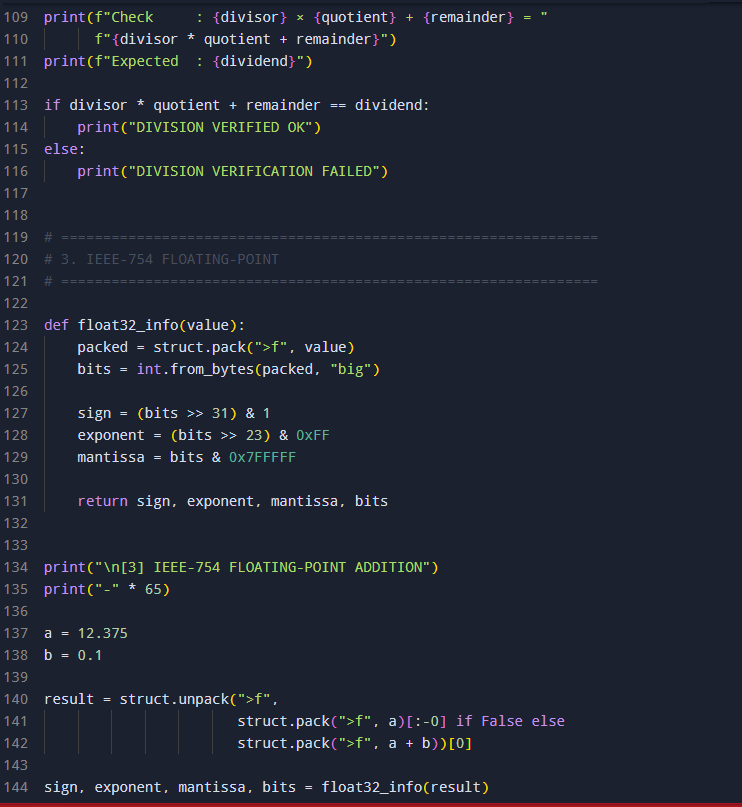 109 print(f"Check     : {divisor} × {quotient} + {remainder} = "
110       f"{divisor * quotient + remainder}")
111 print(f"Expected  : {dividend}")
112
113 if divisor * quotient + remainder == dividend:
114     print("DIVISION VERIFIED OK")
115 else:
116     print("DIVISION VERIFICATION FAILED")
117
118
119 # ================================================================
120 # 3. IEEE-754 FLOATING-POINT
121 # ================================================================
122
123 def float32_info(value):
124     packed = struct.pack(">f", value)
125     bits = int.from_bytes(packed, "big")
126
127     sign = (bits >> 31) & 1
128     exponent = (bits >> 23) & 0xFF
129     mantissa = bits & 0x7FFFFF
130
131     return sign, exponent, mantissa, bits
132
133
134 print("\n[3] IEEE-754 FLOATING-POINT ADDITION")
135 print("-" * 65)
136
137 a = 12.375
138 b = 0.1
139
140 result = struct.unpack(">f",
141                        struct.pack(">f", a)[:-0] if False else
142                        struct.pack(">f", a + b))[0]
143
144 sign, exponent, mantissa, bits = float32_info(result)